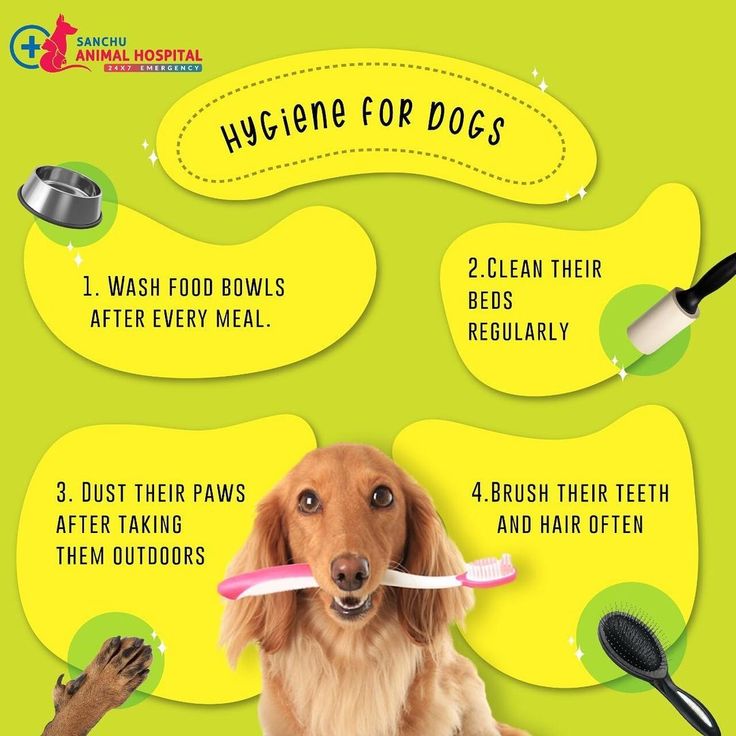 SANCHU
ANIMAL HOSPITAL
24X7 EMERGENCY
HYGiene FOR DOGS
1. WASH FOOD BOWLS
AFTER EVERY MEAL.
2.CLEAN THEIR
BEDS
REGULARLY
3. DUST THEIR PAWS
AFTER TAKING
THEM OUTDOORS
4.BRUSH THEIR TEETH
AND HAIR OFTEN